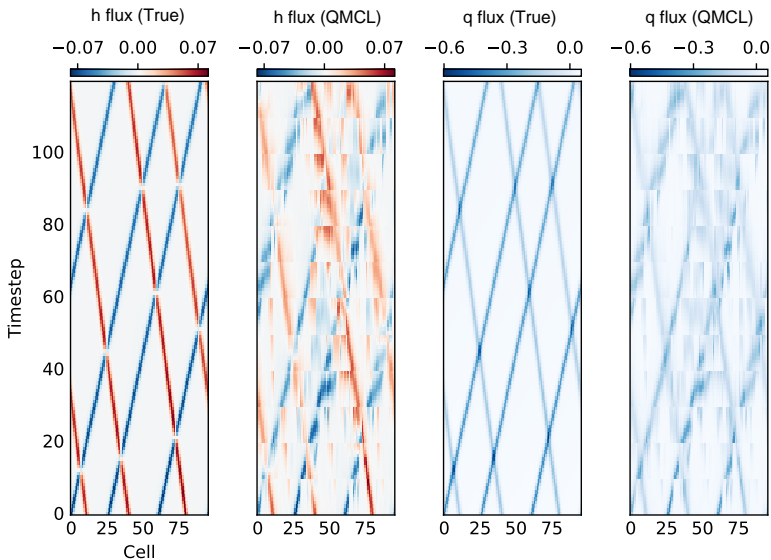 h flux (True) h flux (QMCL) q flux (True) q flux (QMCL)
−0.07 0.00 0.07 −0.07 0.00 0.07 −0.6 −0.3 0.0 −0.6 −0.3 0.0
100
80
60
40
20
0
Timestep
0 25 50 75 0 25 50 75 0 25 50 75 0 25 50 75
Cell